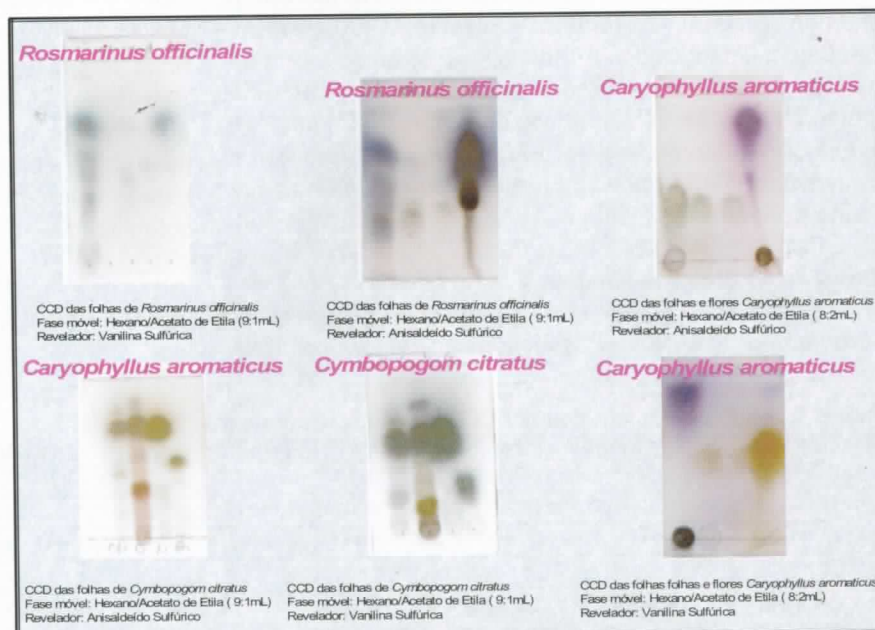 Rosmarinus officinalis
Rosmarinus officinalis
Caryophyllus aromaticus
CCD das folhas de Rosmarinus officinalis
Fase móvel: Hexano/Acetato de Etila (9:1mL)
Revelador: Vanilina Sulfúrica
CCD das folhas de Rosmarinus officinalis
Fase móvel: Hexano/Acetato de Etila ( 9:1mL)
Revelador: Anisaldeído Sulfúrico
CCD das folhas e flores Caryophyllus aromaticus
Fase móvel: Hexano/Acetato de Etila ( 8:2mL)
Revelador: Anisaldeído Sulfúrico
Caryophyllus aromaticus
Cymbopogom citratus
Caryophyllus aromaticus
CCD das folhas de Cymbopogom citratus
Fase móvel: Hexano/Acetato de Etila ( 9:1mL)
Revelador: Anisaldeído Sulfúrico
CCD das folhas de Cymbopogom citratus
Fase móvel: Hexano/Acetato de Etila ( 9:1mL)
Revelador: Vanilina Sulfúrica
CCD das folhas folhas e flores Caryophyllus aromaticus
Fase móvel: Hexano/Acetato de Etila ( 8:2mL)
Revelador: Vanilina Sulfúrica